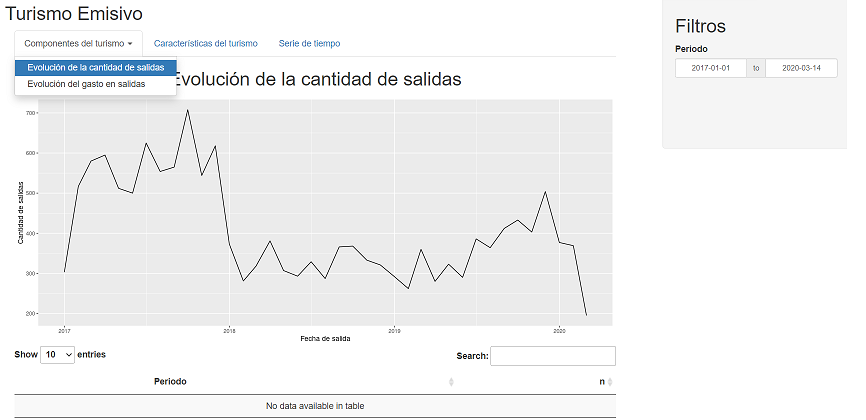 Turismo Emisivo
Filtros
Componentes del turismo
Características del turismo
Serie de tiempo
Periodo
Evolución de la cantidad de salidas
Evolución del gasto en salidas
2017-01-01 to 2020-03-14
Evolución de la cantidad de salidas
Cantidad de salidas
700
600
500
400
300
200
2017 2018 2019 2020
Fecha de salida
Show 10 entries
Search:
Periodo n
No data available in table